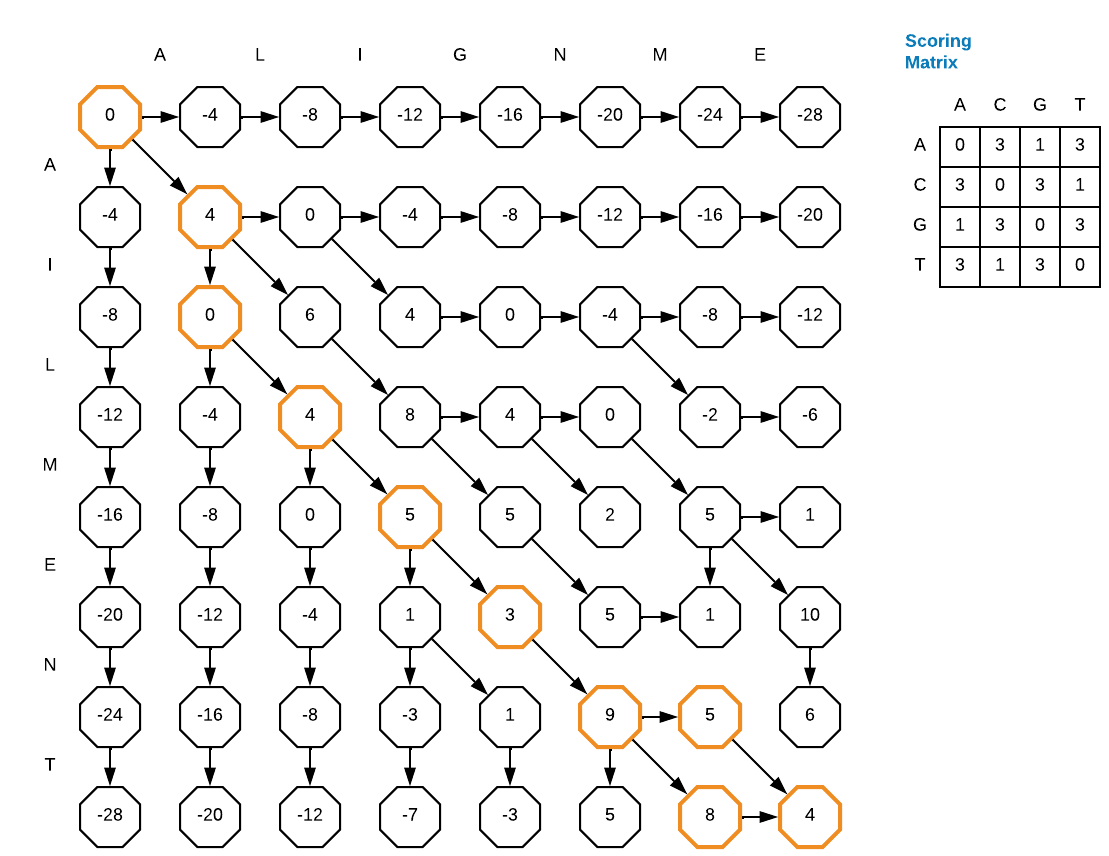 A L I G N M E
0 -4 -8 -12 -16 -20 -24 -28
A
-4 4 0 -4 -8 -12 -16 -20
I
-8 0 6 4 0 -4 -8 -12
L
-12 -4 4 8 4 0 -2 -6
M
-16 -8 0 5 5 2 5 1
E
-20 -12 -4 1 3 5 1 10
N
-24 -16 -8 -3 1 9 5 6
T
-28 -20 -12 -7 -3 5 8 4
Scoring
Matrix
A C G T
A 0 3 1 3
C 3 0 3 1
G 1 3 0 3
T 3 1 3 0